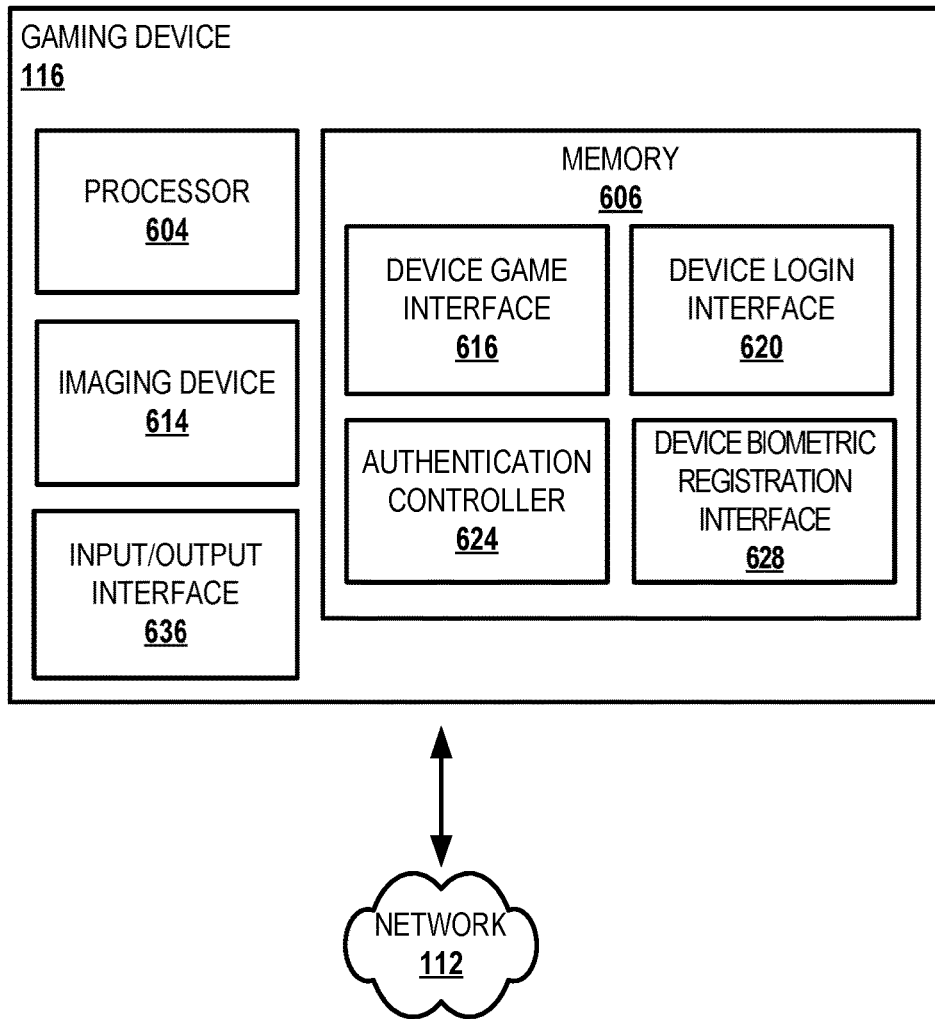 GAMING DEVICE
116
PROCESSOR
604
IMAGING DEVICE
614
INPUT/OUTPUT
INTERFACE
636
MEMORY
606
DEVICE GAME
INTERFACE
616
DEVICE LOGIN
INTERFACE
620
AUTHENTICATION
CONTROLLER
624
DEVICE BIOMETRIC
REGISTRATION
INTERFACE
628
NETWORK
112